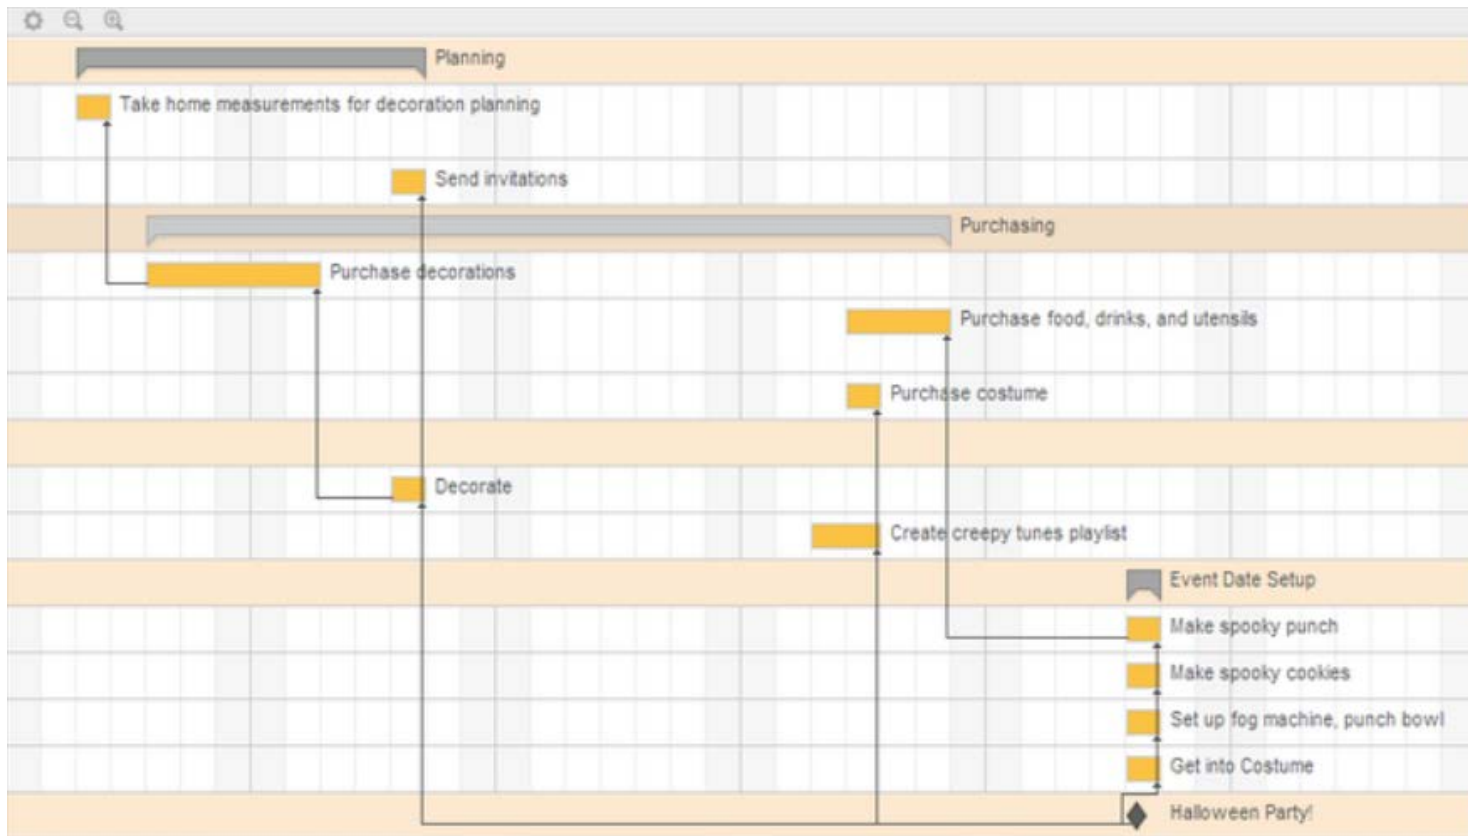 Planning
Take home measurements for decoration planning
Send invitations
Purchasing
Purchase decorations
Purchase food, drinks, and utensils
Purchase costume
Decorate
Create creepy tunes playlist
Event Date Setup
Make spooky punch
Make spooky cookies
Set up fog machine, punch bowl
Get into Costume
Halloween Party!